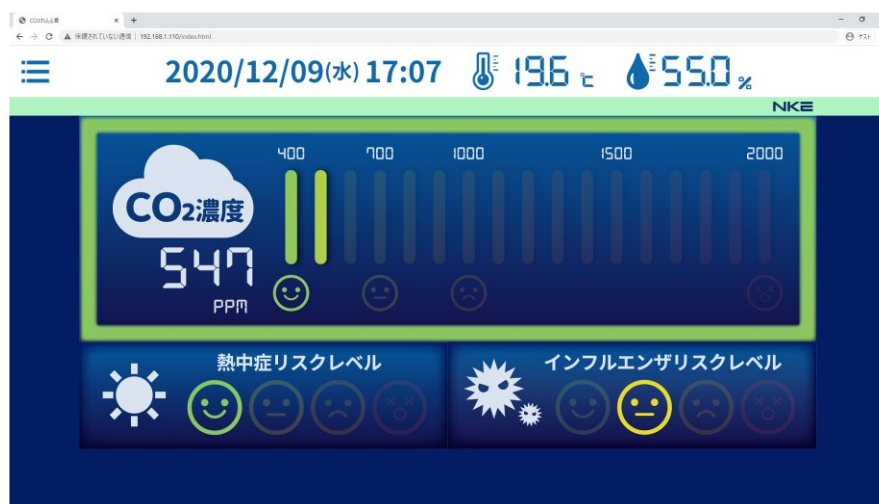 CO2れんら君
保護されていない通信 | 192.168.1.110/index.html
ゲスト
2020/12/09(水) 17:07
19.6 ℃
55.0 %
NKE
400 700 1000 1500 2000
CO2濃度
547
PPM
熱中症リスクレベル
インフルエンザリスクレベル